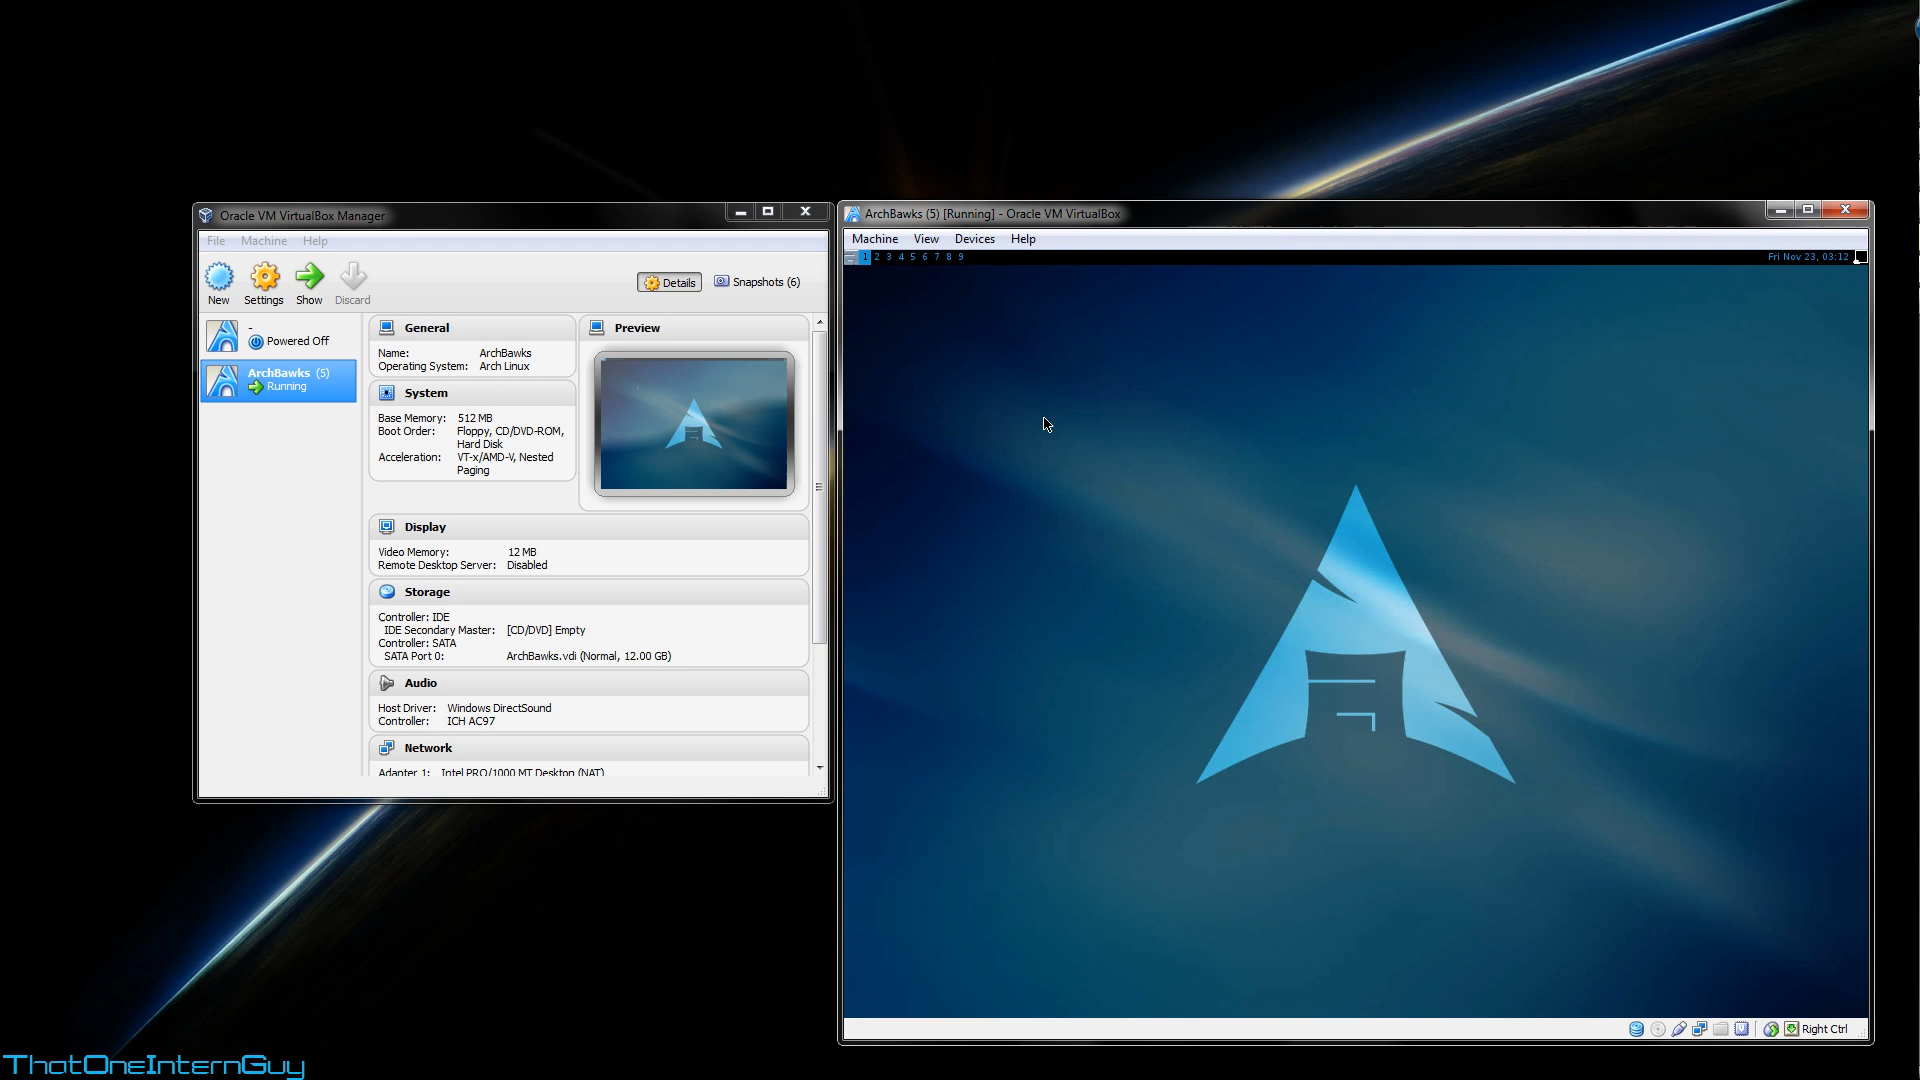 Oracle VM VirtualBox Manager
File Machine Help
New Settings Show Discard
Details Snapshots (6)
-
Powered Off
ArchBawks (5)
Running
General
Name: ArchBawks
Operating System: Arch Linux
Preview
System
Base Memory: 512 MB
Boot Order: Floppy, CD/DVD-ROM,
Hard Disk
Acceleration: VT-x/AMD-V, Nested
Paging
Display
Video Memory: 12 MB
Remote Desktop Server: Disabled
Storage
Controller: IDE
IDE Secondary Master: [CD/DVD] Empty
Controller: SATA
SATA Port 0: ArchBawks.vdi (Normal, 12.00 GB)
Audio
Host Driver: Windows DirectSound
Controller: ICH AC97
Network
Adapter 1: Intel PRO/1000 MT Desktop (NAT)
ArchBawks (5) [Running] - Oracle VM VirtualBox
Machine View Devices Help
1 2 3 4 5 6 7 8 9
Fri Nov 23, 03:12
Right Ctrl
ThatOneInternGuy